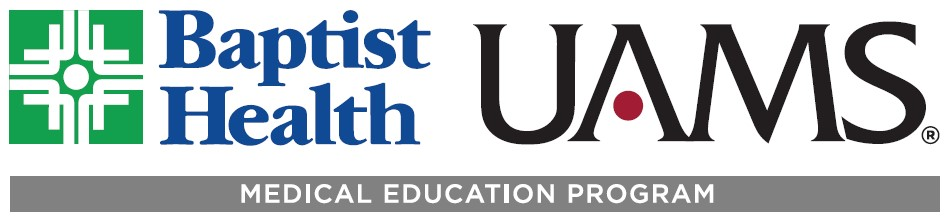 Baptist
Health
UAMS®
MEDICAL EDUCATION PROGRAM